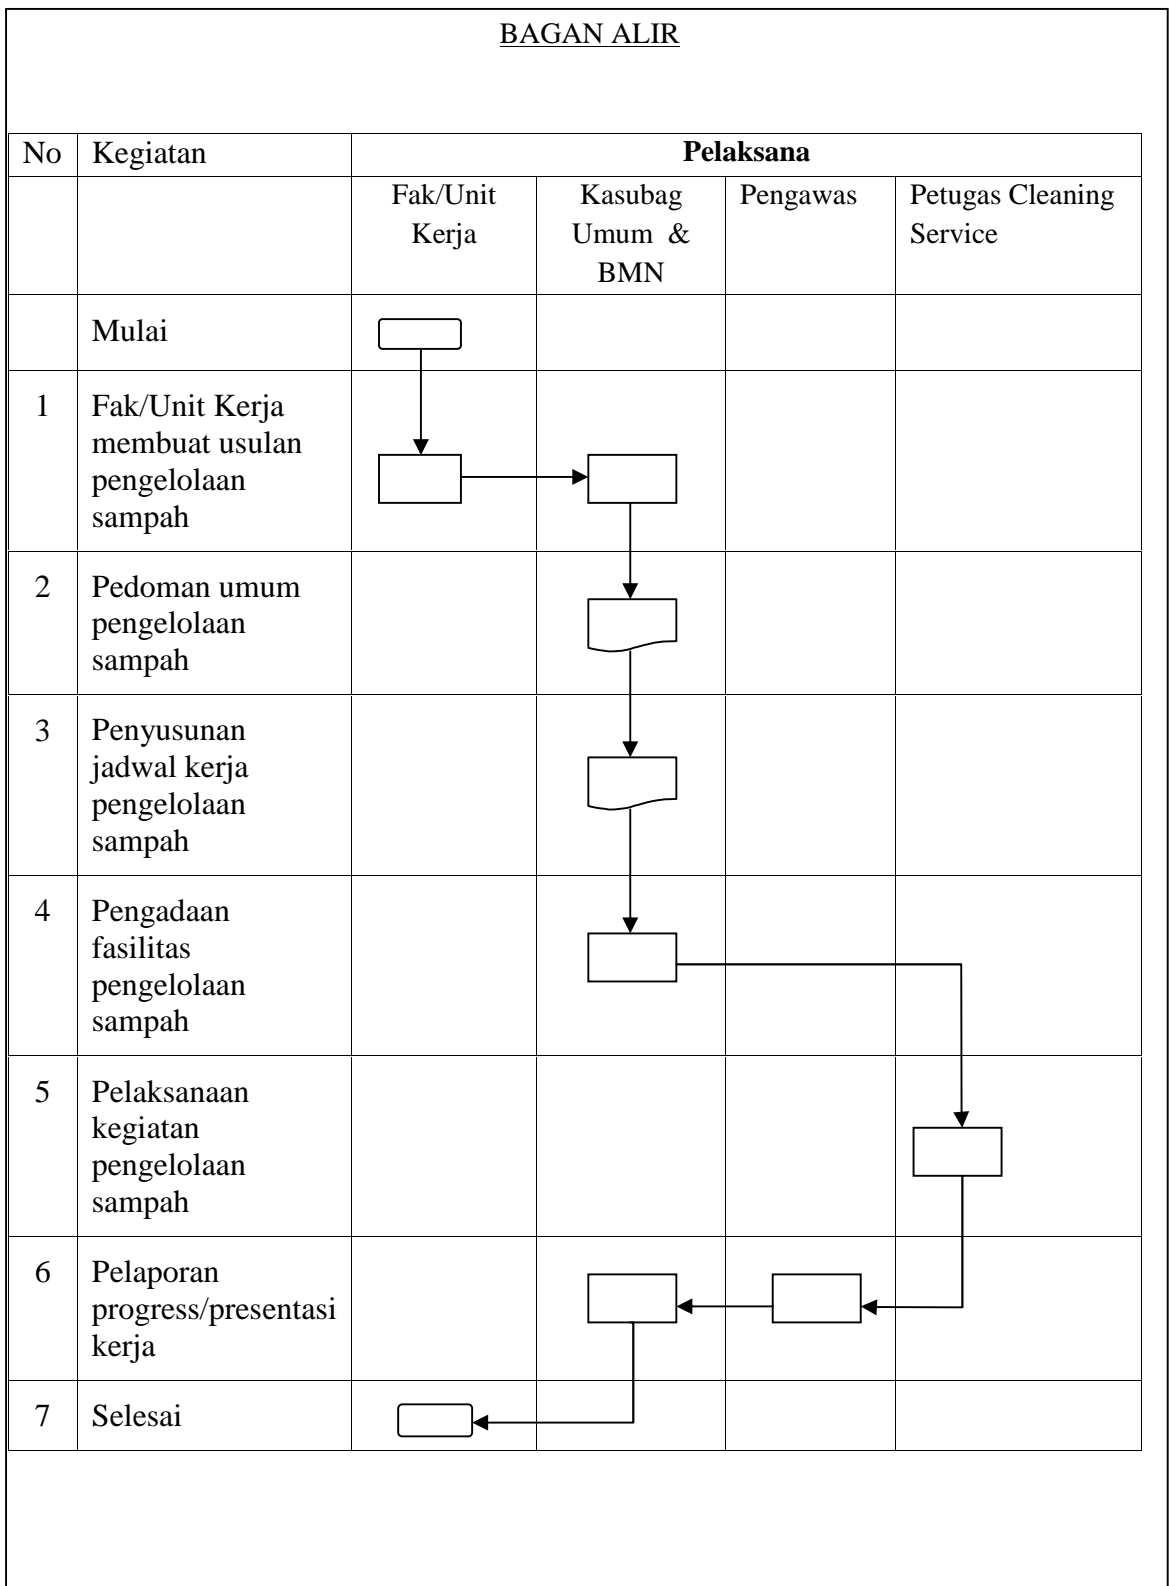 BAGAN ALIR
No Kegiatan Pelaksana
Fak/Unit Kerja
Kasubag Umum & BMN
Pengawas
Petugas Cleaning Service
Mulai
1 Fak/Unit Kerja
membuat usulan
pengelolaan
sampah
2 Pedoman umum
pengelolaan
sampah
3 Penyusunan
jadwal kerja
pengelolaan
sampah
4 Pengadaan
fasilitas
pengelolaan
sampah
5 Pelaksanaan
kegiatan
pengelolaan
sampah
6 Pelaporan
progress/presentasi
kerja
7 Selesai